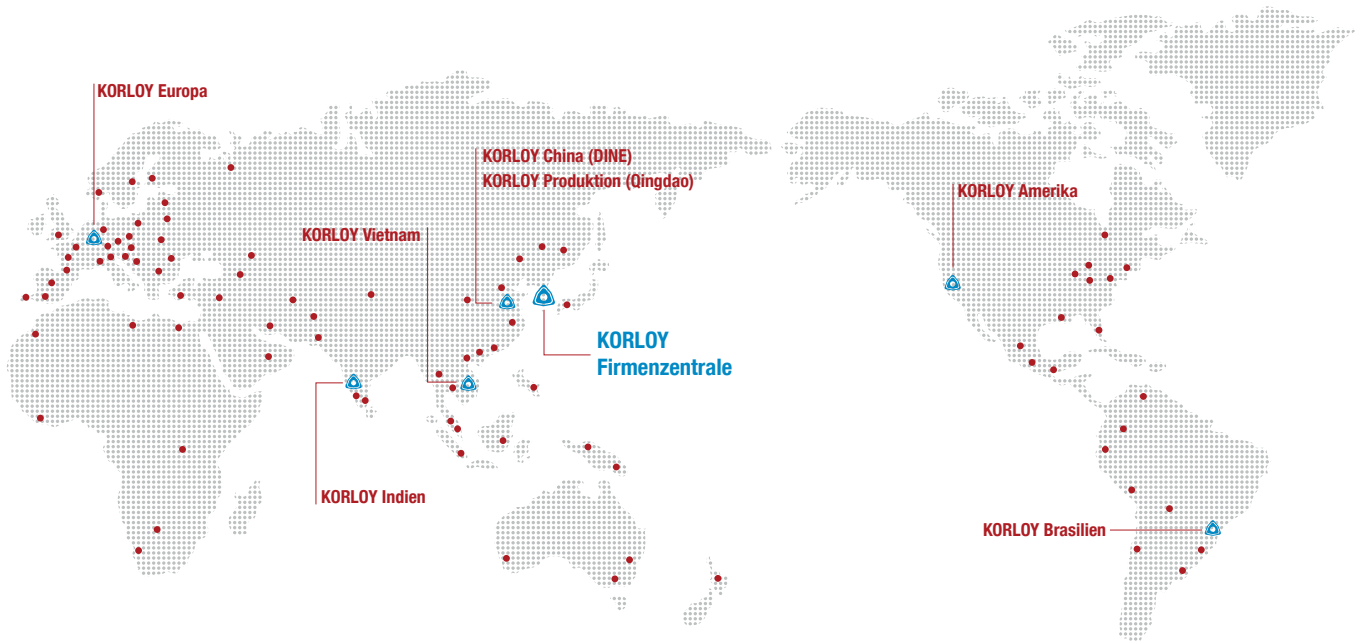 KORLOY Europa
KORLOY China (DINE)
KORLOY Produktion (Qingdao)
KORLOY Amerika
KORLOY Vietnam
KORLOY
Firmenzentrale
KORLOY Indien
KORLOY Brasilien